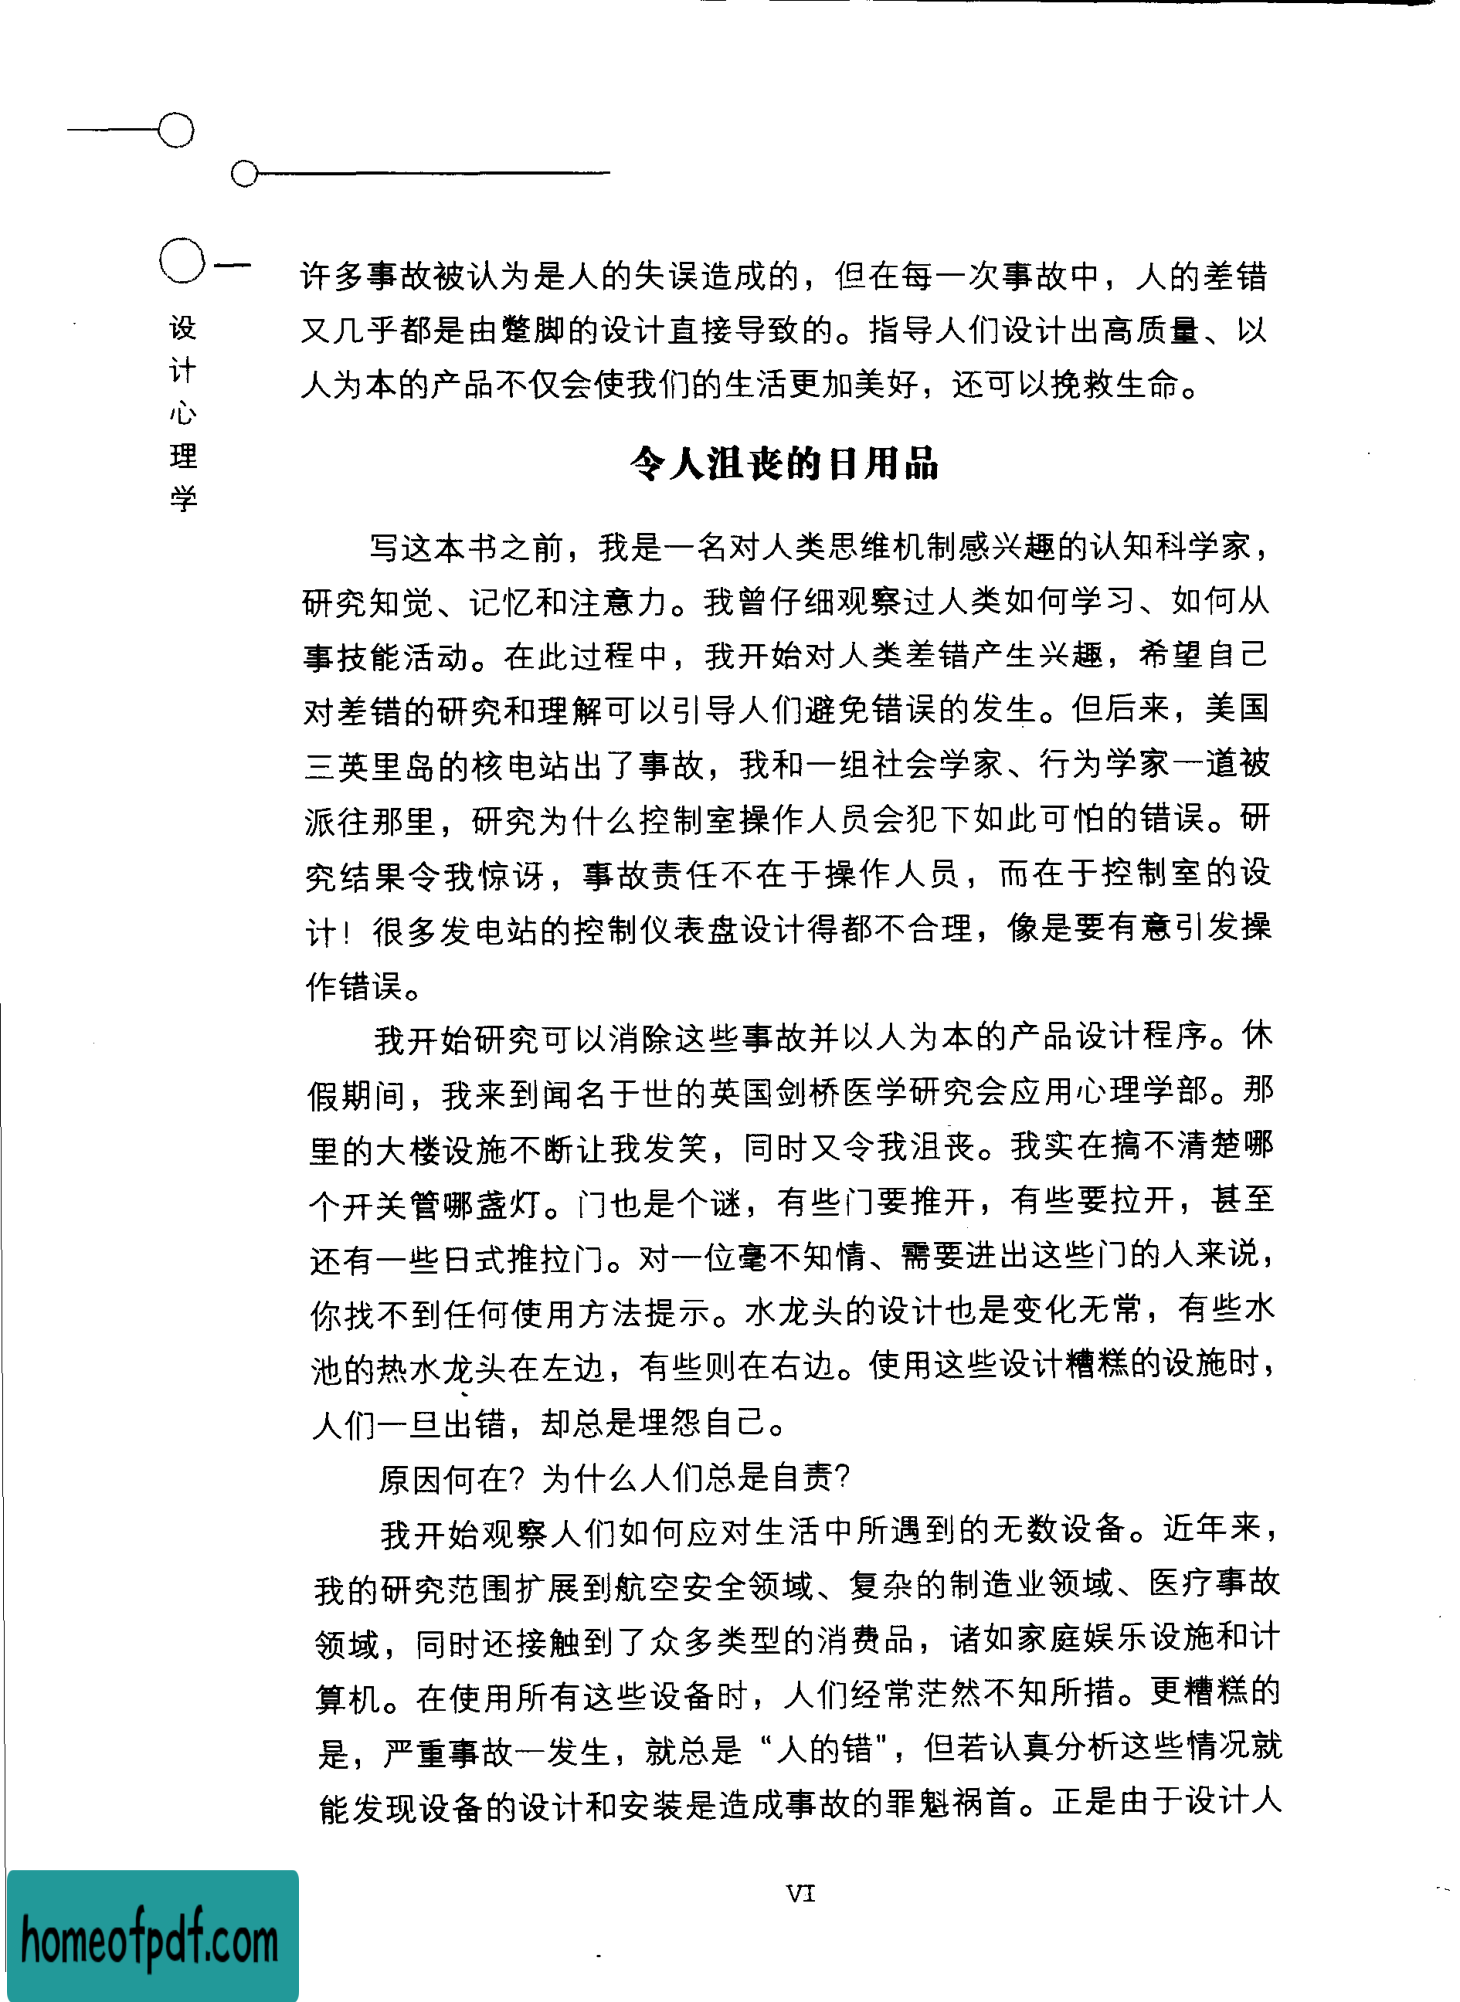 设
计
心
理
学
许多事故被认为是人的失误造成的，但在每一次事故中，人的差错
又几乎都是由蹩脚的设计直接导致的。指导人们设计出高质量、以
人为本的产品不仅会使我们的生活更加美好，还可以挽救生命。
令人沮丧的日用品
写这本书之前，我是一名对人类思维机制感兴趣的认知科学家，
研究知觉、记忆和注意力。我曾仔细观察过人类如何学习、如何从
事技能活动。在此过程中，我开始对人类差错产生兴趣，希望自己
对差错的研究和理解可以引导人们避免错误的发生。但后来，美国
三英里岛的核电站出了事故，我和一组社会学家、行为学家一道被
派往那里，研究为什么控制室操作人员会犯下如此可怕的错误。研
究结果令我惊讶，事故责任不在于操作人员，而在于控制室的设
计！很多发电站的控制仪表盘设计得都不合理，像是要有意引发操
作错误。
我开始研究可以消除这些事故并以人为本的产品设计程序。休
假期间，我来到闻名于世的英国剑桥医学研究会应用心理学部。那
里的大楼设施不断让我发笑，同时又令我沮丧。我实在搞不清楚哪
个开关管哪盏灯。门也是个谜，有些门要推开，有些要拉开，甚至
还有一些日式推拉门。对一位毫不知情、需要进出这些门的人来说，
你找不到任何使用方法提示。水龙头的设计也是变化无常，有些水
池的热水龙头在左边，有些则在右边。使用这些设计糟糕的设施时，
人们一旦出错，却总是埋怨自己。
原因何在？为什么人们总是自责？
我开始观察人们如何应对生活中所遇到的无数设备。近年来，
我的研究范围扩展到航空安全领域、复杂的制造业领域、医疗事故
领域，同时还接触到了众多类型的消费品，诸如家庭娱乐设施和计
算机。在使用所有这些设备时，人们经常茫然不知所措。更糟糕的
是，严重事故一发生，就总是“人的错"，但若认真分析这些情况就
能发现设备的设计和安装是造成事故的罪魁祸首。正是由于设计人
VI
homeofpdf.com